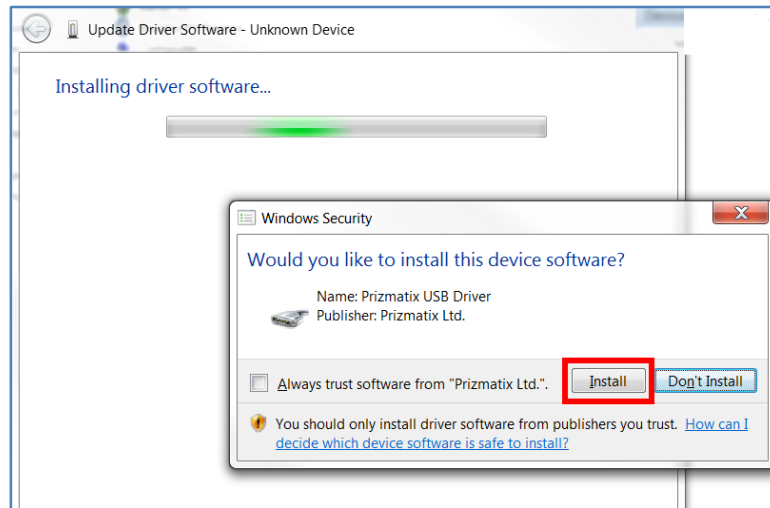 Update Driver Software - Unknown Device
Installing driver software...
Windows Security
X
Would you like to install this device software?
Name: Prizmatix USB Driver
Publisher: Prizmatix Ltd.
Always trust software from "Prizmatix Ltd.".
Install
Don't Install
You should only install driver software from publishers you trust. How can I
decide which device software is safe to install?